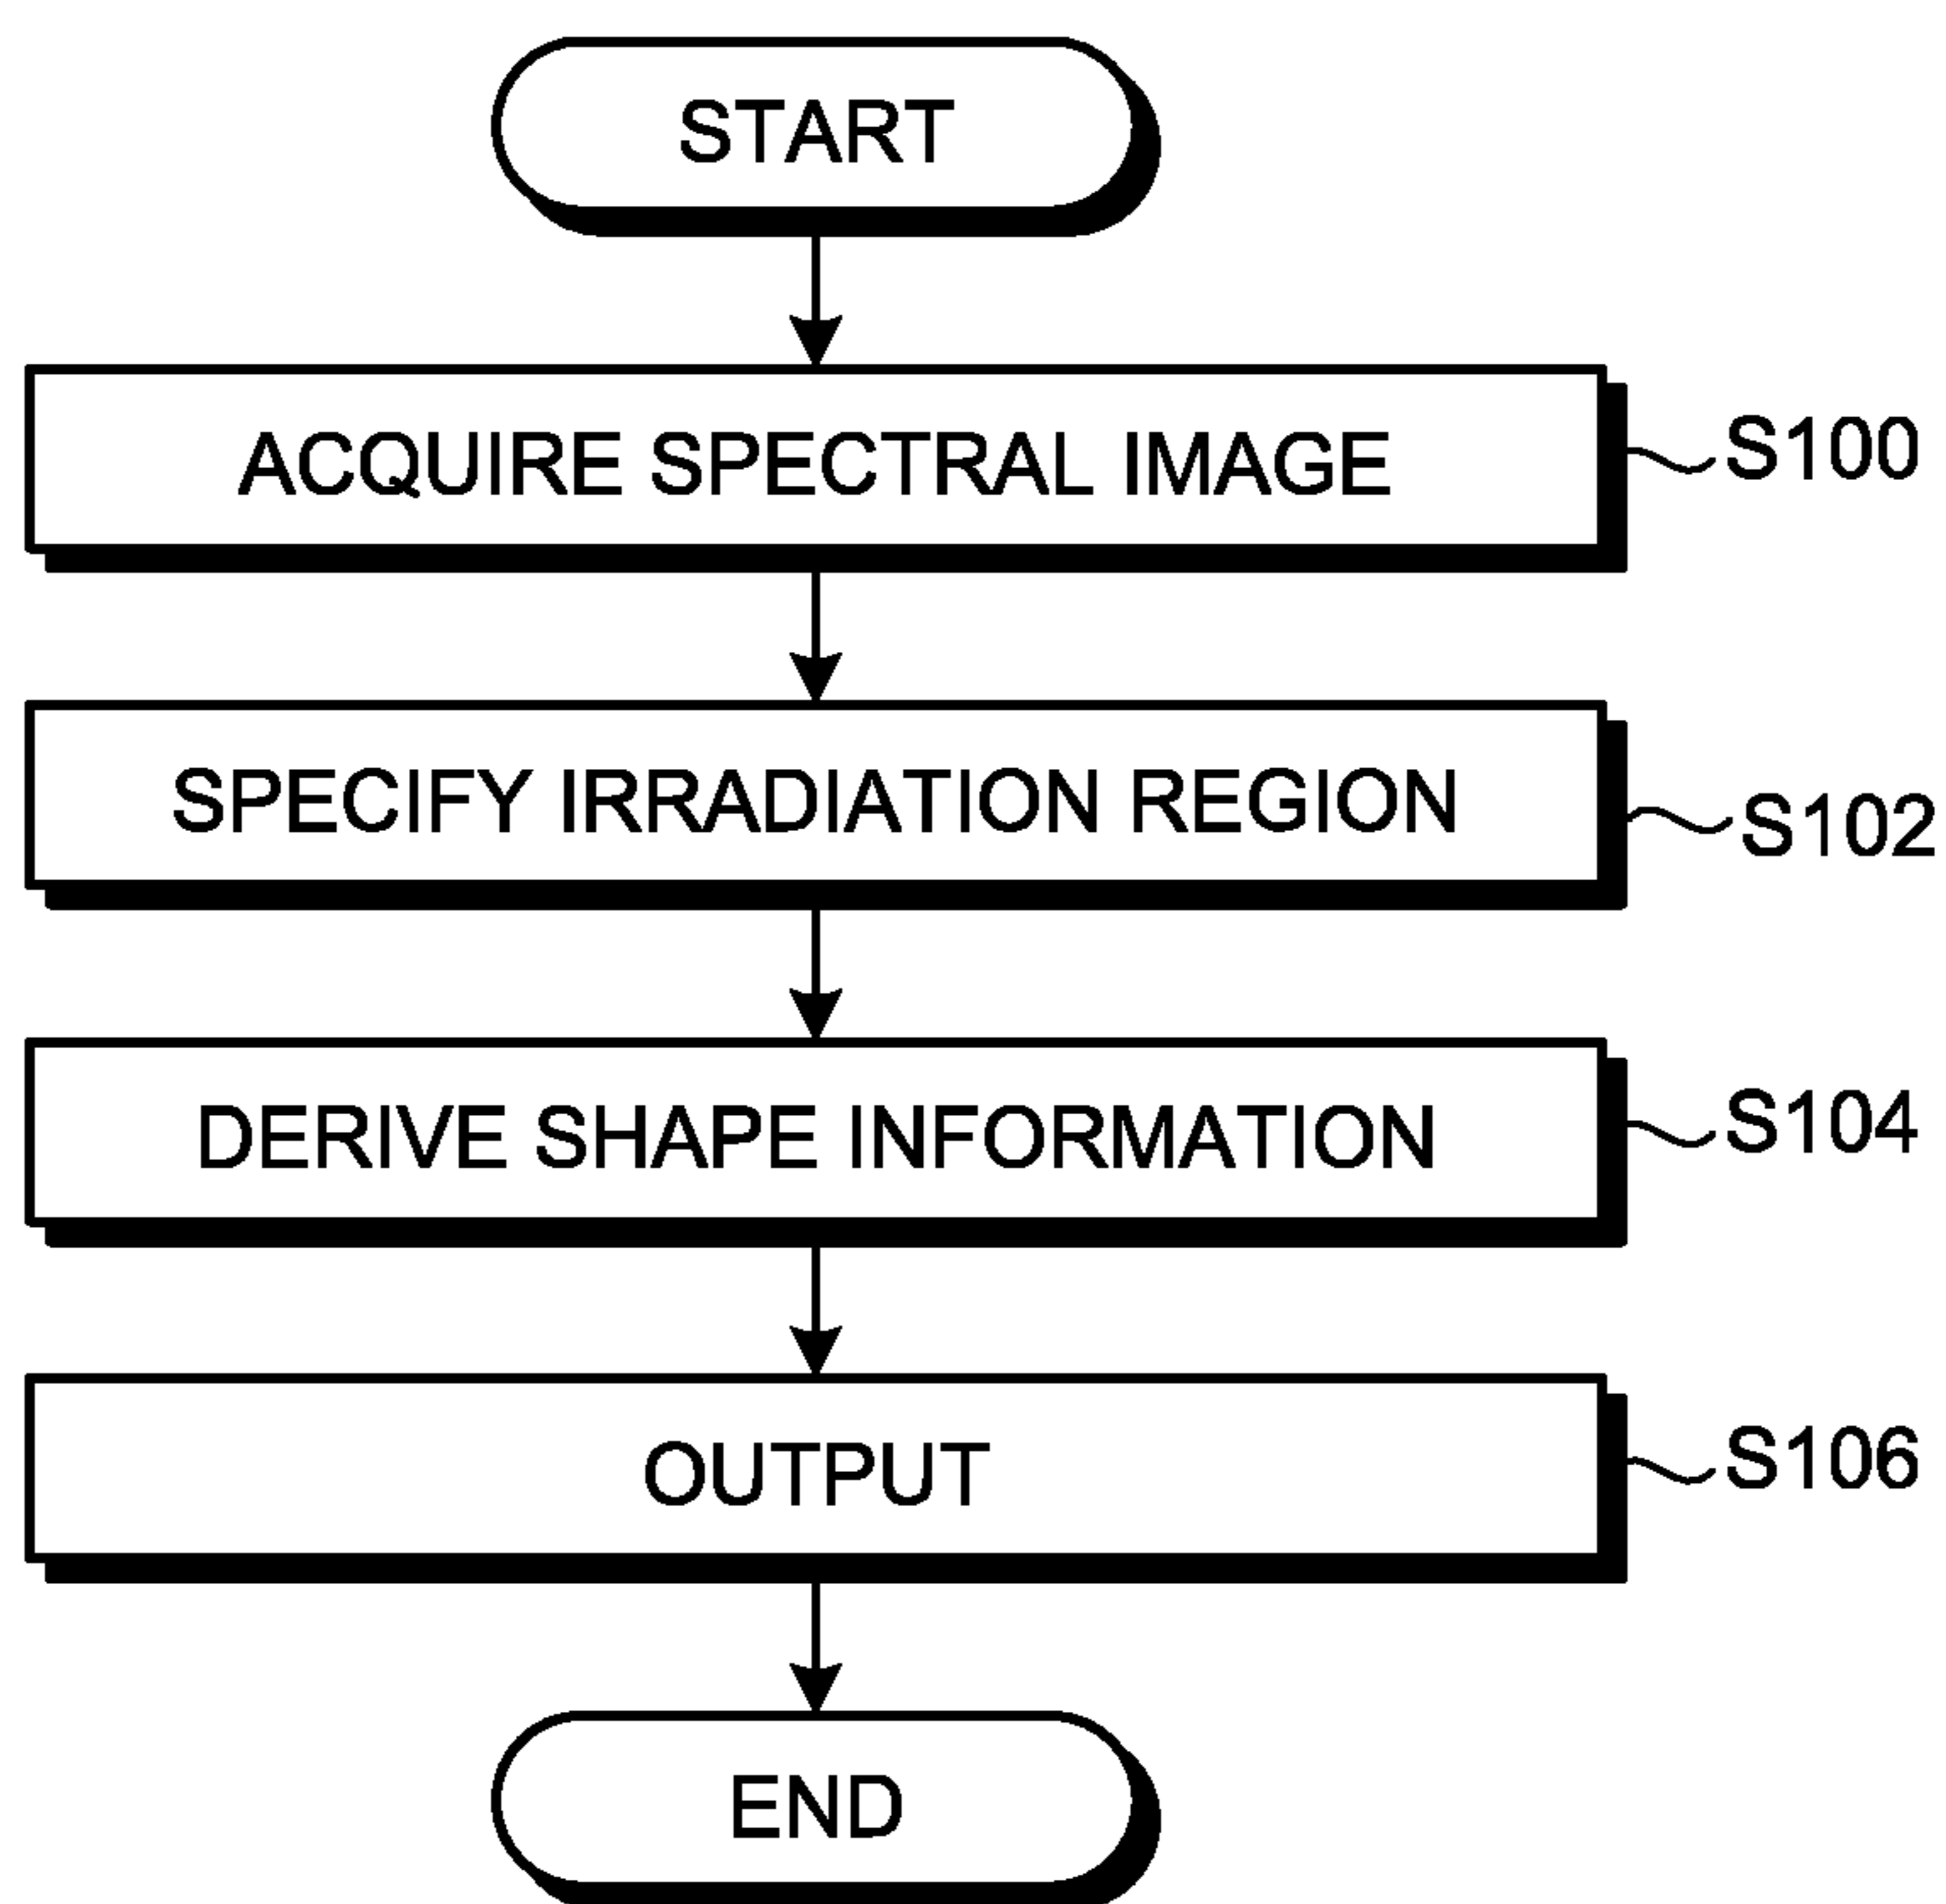 START
ACQUIRE SPECTRAL IMAGE
S100
SPECIFY IRRADIATION REGION
S102
DERIVE SHAPE INFORMATION
S104
OUTPUT
S106
END